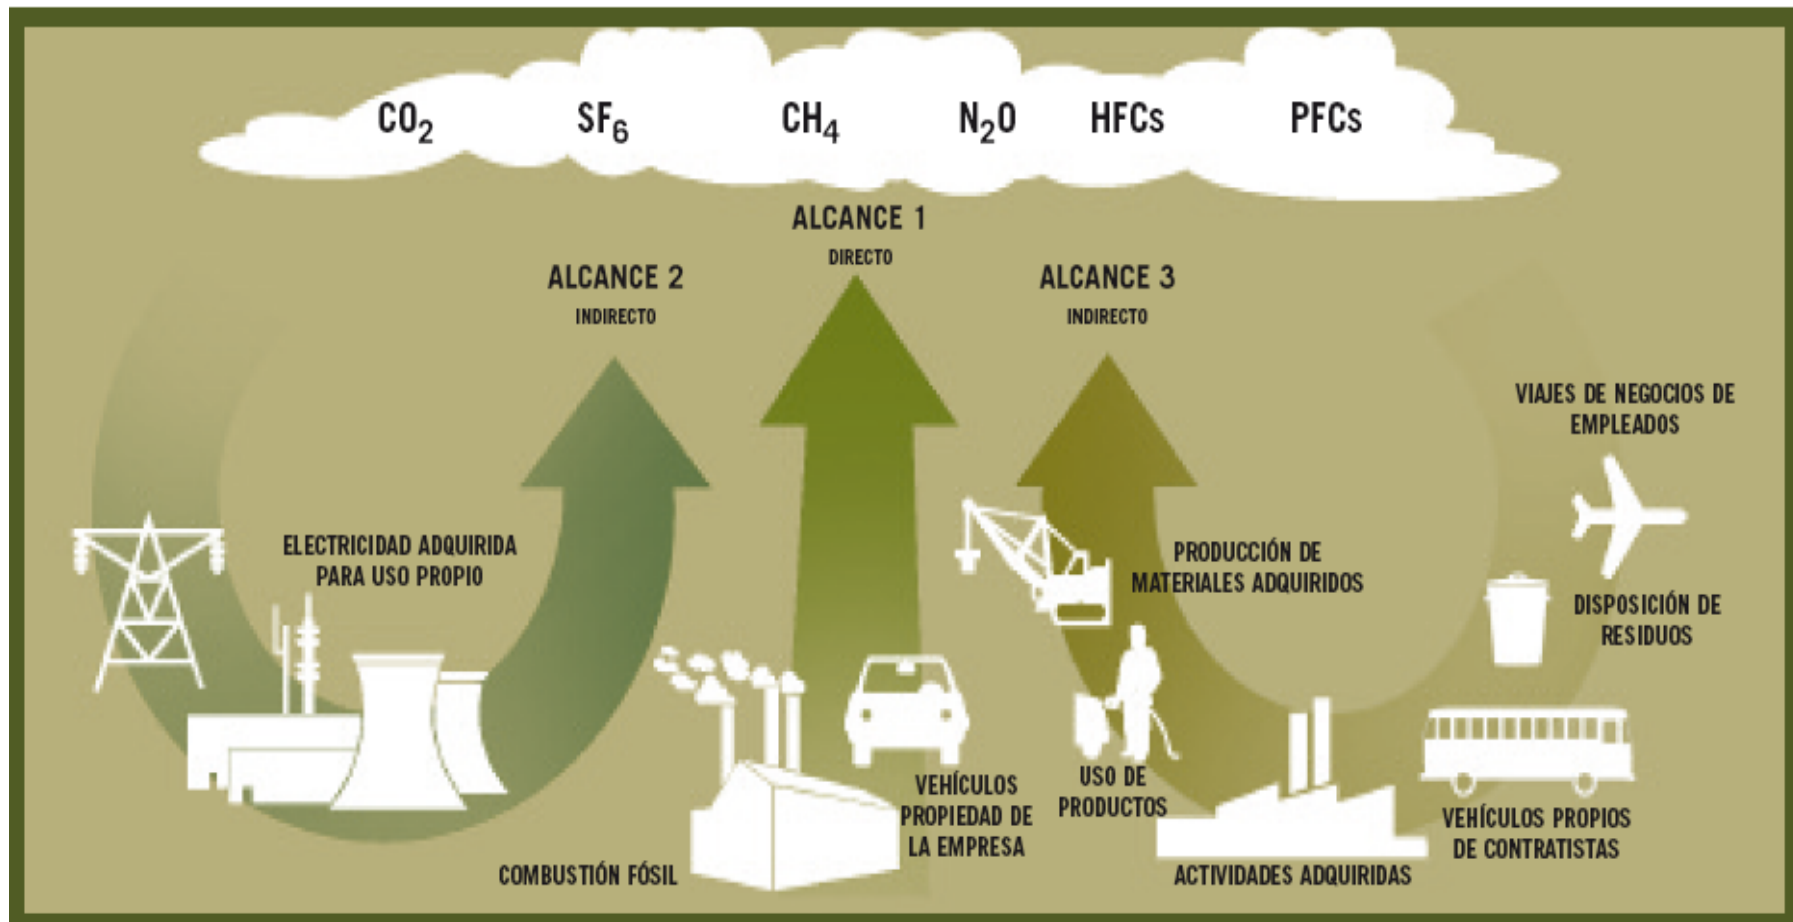 CO₂ SF₆ CH₄ N₂O HFCs PFCs
ALCANCE 1
DIRECTO
ALCANCE 2
INDIRECTO
ALCANCE 3
INDIRECTO
VIAJES DE NEGOCIOS DE
EMPLEADOS
ELECTRICIDAD ADQUIRIDA
PARA USO PROPIO
PRODUCCIÓN DE
MATERIALES ADQUIRIDOS
DISPOSICIÓN DE
RESIDUOS
COMBUSTIÓN FÓSIL
VEHÍCULOS
PROPIEDAD DE
LA EMPRESA
USO DE
PRODUCTOS
ACTIVIDADES ADQUIRIDAS
VEHÍCULOS PROPIOS
DE CONTRATISTAS